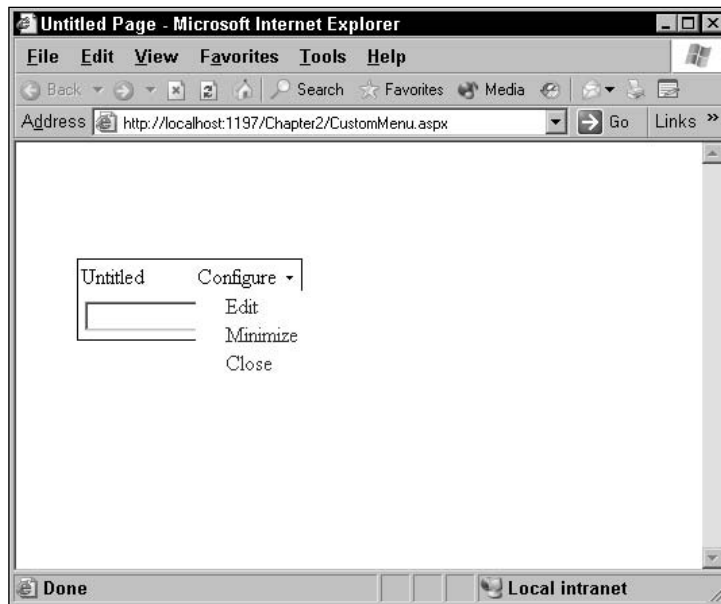 Untitled Page - Microsoft Internet Explorer
File Edit View Favorites Tools Help
Back Search Favorites Media
Address http://localhost:1197/Chapter2/CustomMenu.aspx Go Links »
Untitled Configure
Edit
Minimize
Close
Done Local intranet